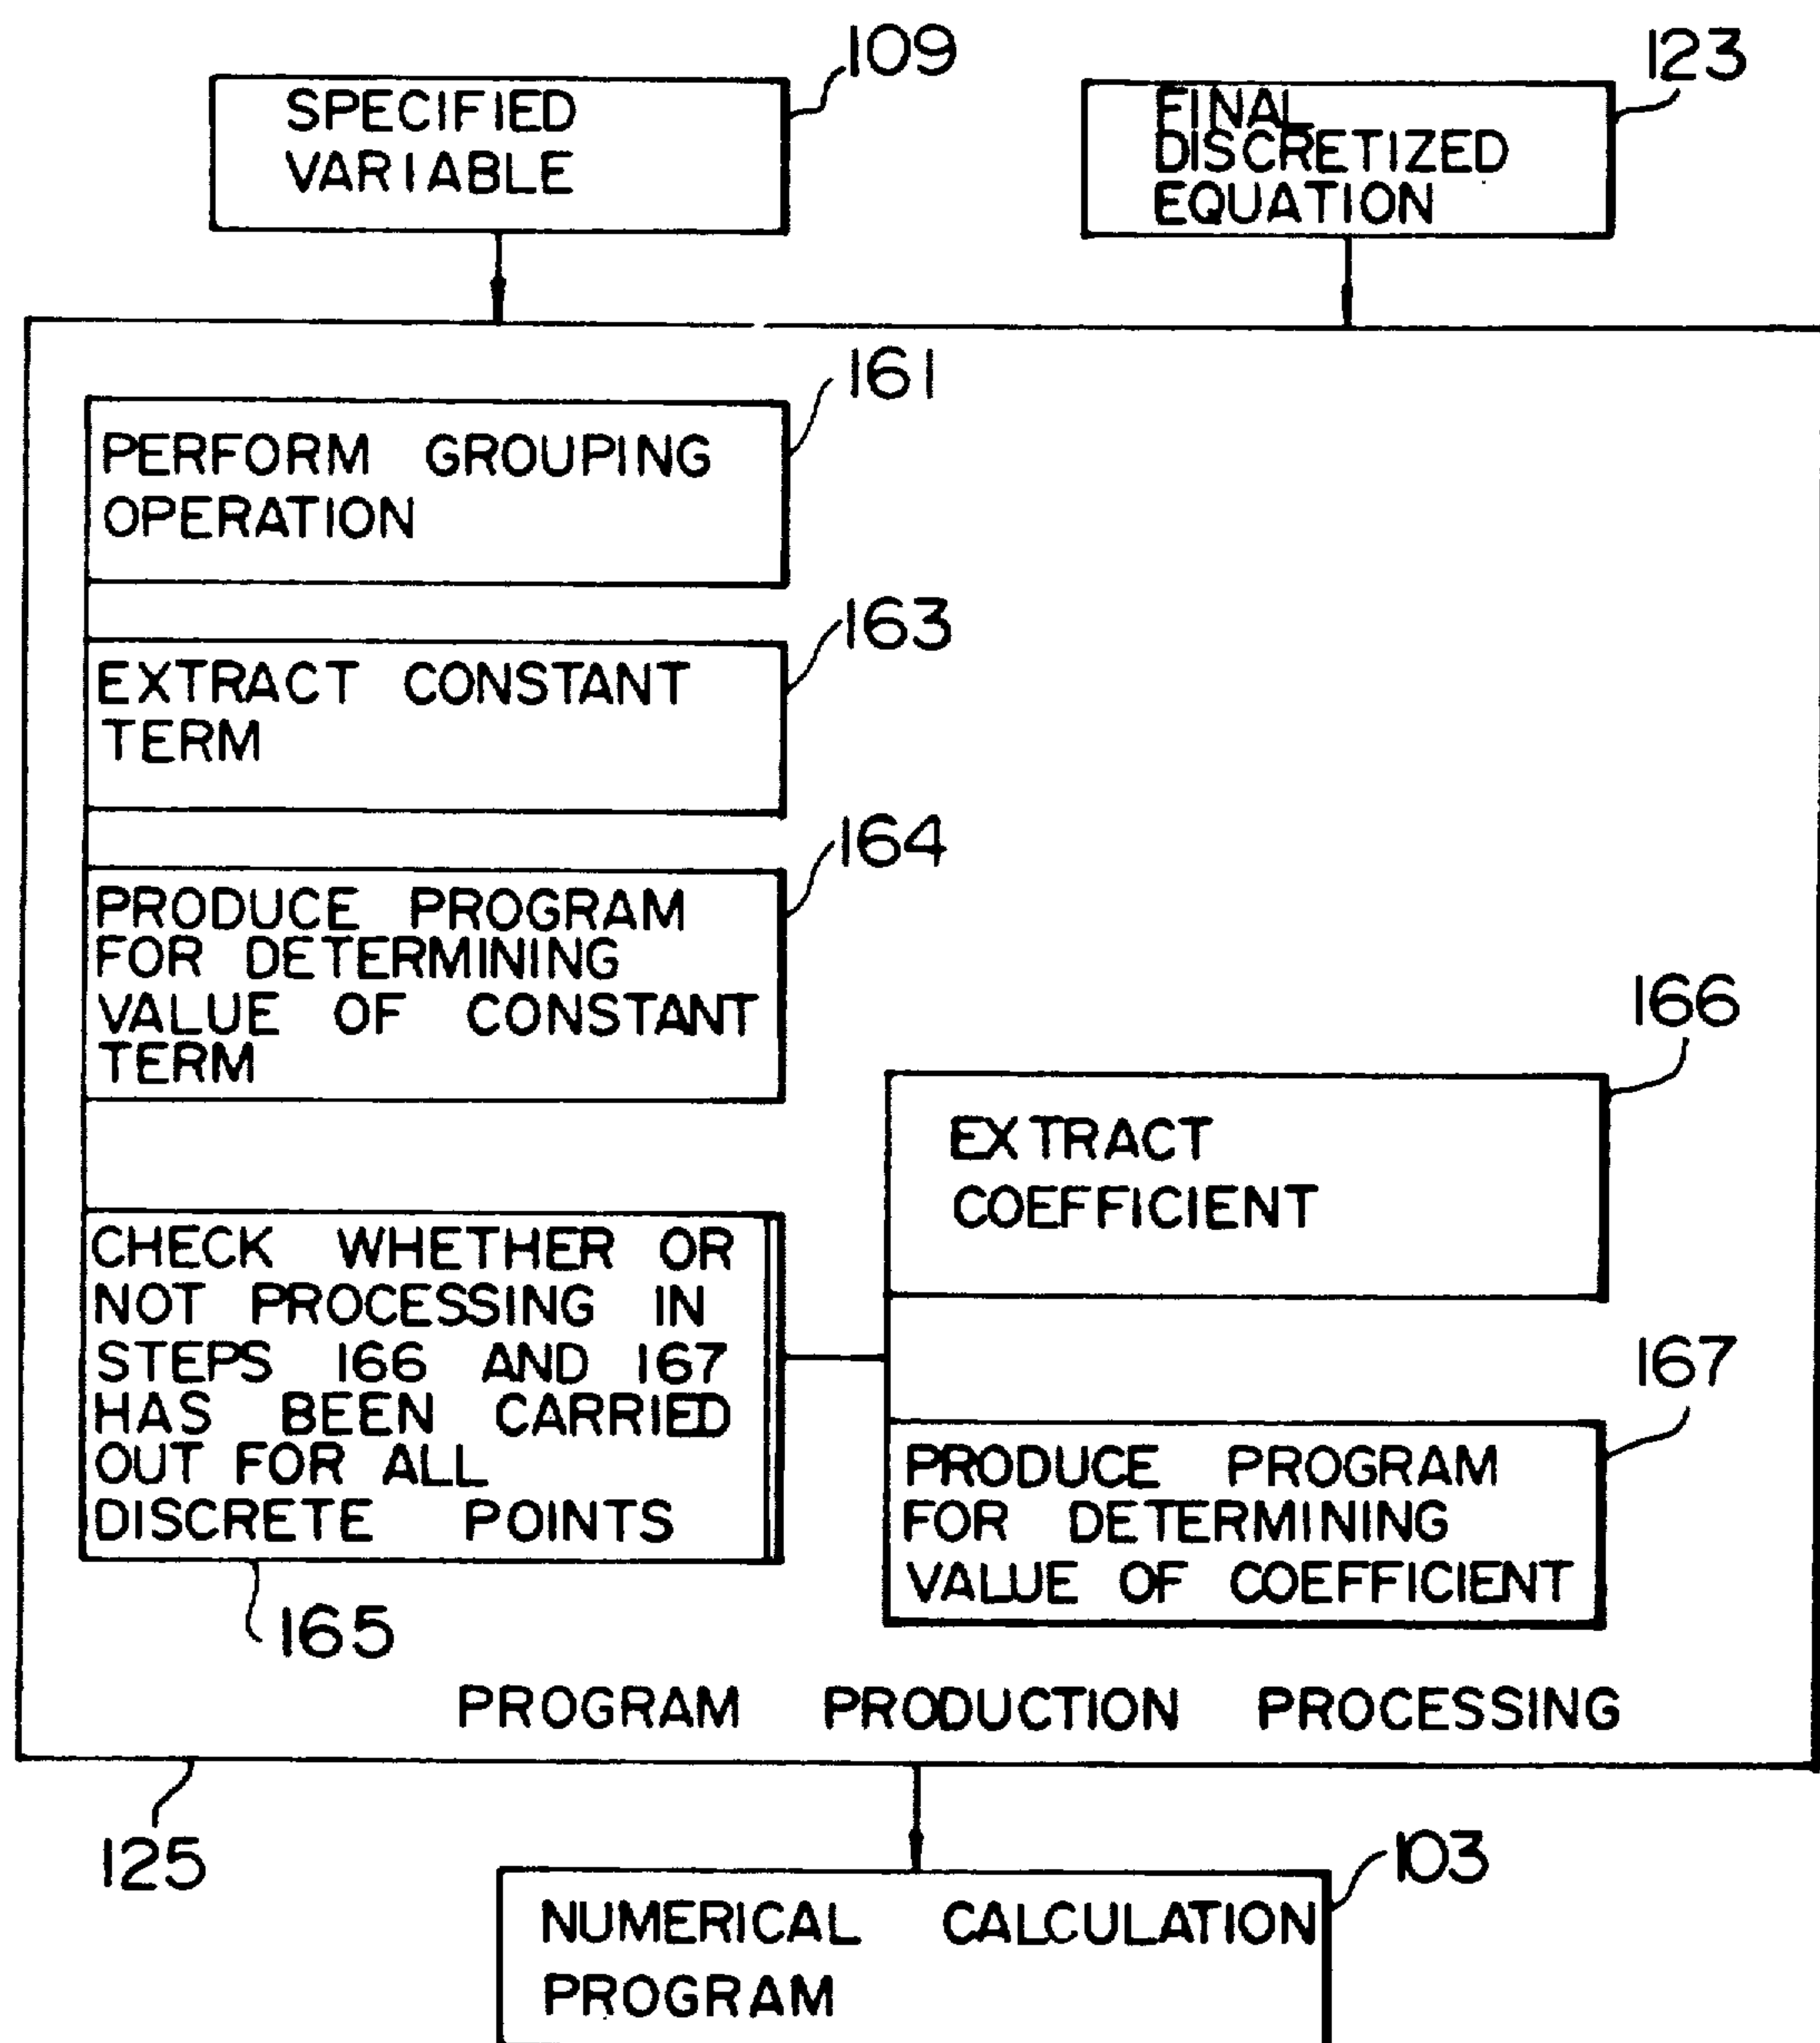 109
SPECIFIED
VARIABLE
123
FINAL
DISCRETIZED
EQUATION
161
PERFORM GROUPING
OPERATION
163
EXTRACT CONSTANT
TERM
164
PRODUCE PROGRAM
FOR DETERMINING
VALUE OF CONSTANT
TERM
CHECK WHETHER OR
NOT PROCESSING IN
STEPS 166 AND 167
HAS BEEN CARRIED
OUT FOR ALL
DISCRETE POINTS
165
166
EXTRACT
COEFFICIENT
167
PRODUCE PROGRAM
FOR DETERMINING
VALUE OF COEFFICIENT
PROGRAM PRODUCTION PROCESSING
125
103
NUMERICAL CALCULATION
PROGRAM